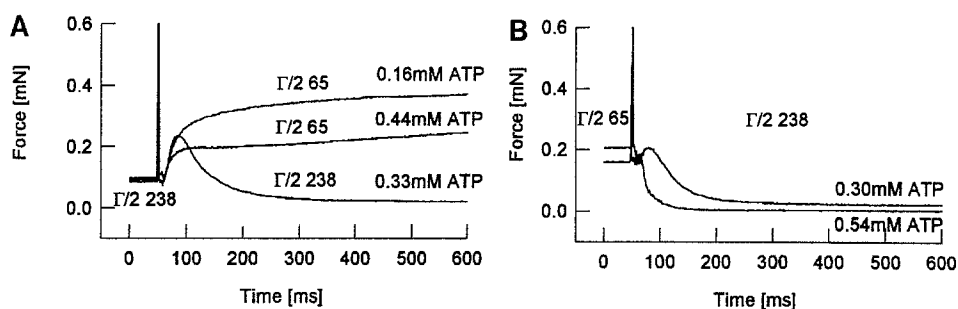 A
Force [mN]
0.6
0.4
0.2
0.0
Γ/2 65
0.16mM ATP
Γ/2 65
0.44mM ATP
Γ/2 238
Γ/2 238
0.33mM ATP
0 100 200 300 400 500 600
Time [ms]
B
Force [mN]
0.6
0.4
0.2
0.0
Γ/2 65
Γ/2 238
0.30mM ATP
0.54mM ATP
0 100 200 300 400 500 600
Time [ms]